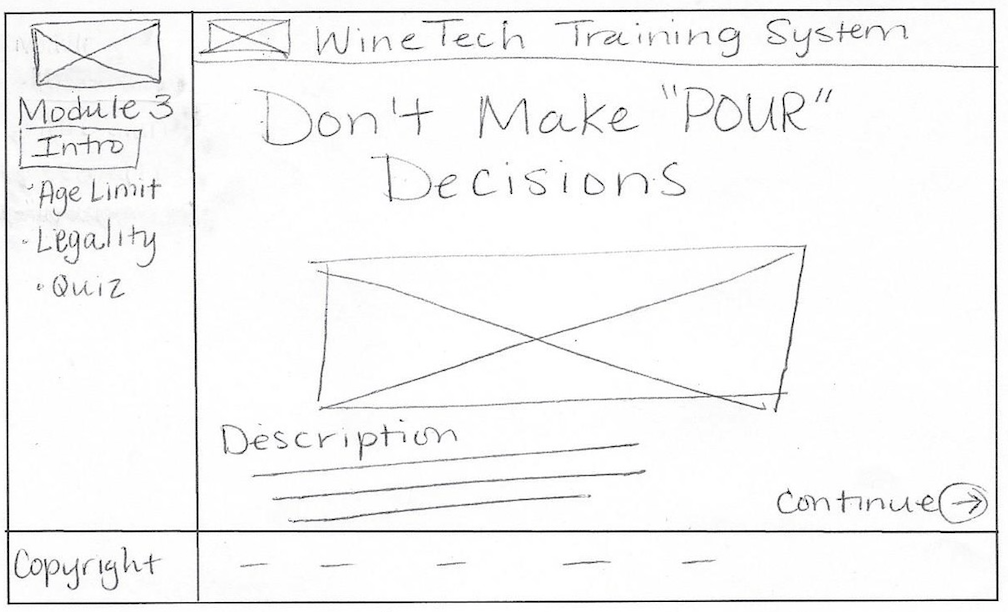 Module 3
Intro
• Age Limit
• Legality
• Quiz
WineTech Training System
Don't Make "POUR"
Decisions
Description
Continue →
Copyright